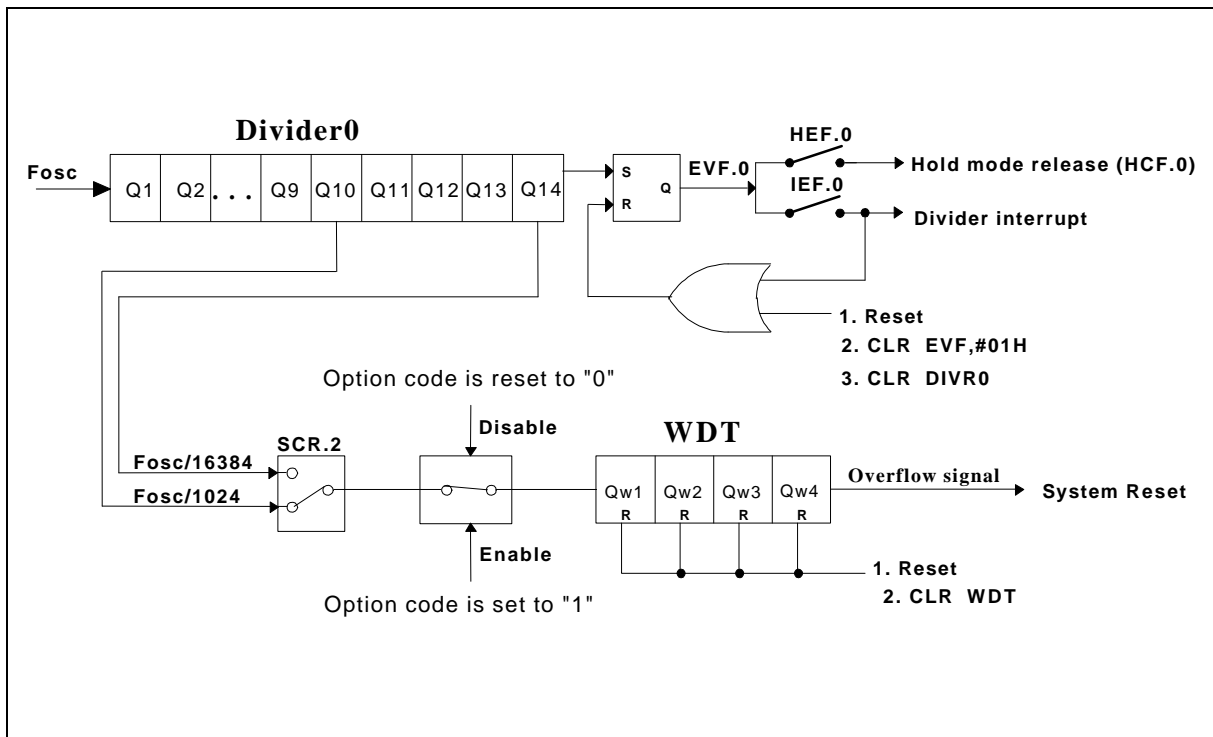 Divider0
Fosc
Q1 Q2 ... Q9 Q10 Q11 Q12 Q13 Q14
S
R
Q
EVF.0
HEF.0
Hold mode release (HCF.0)
IEF.0
Divider interrupt
1. Reset
2. CLR EVF,#01H
3. CLR DIVR0
Option code is reset to "0"
Disable
SCR.2
Fosc/16384
Fosc/1024
Enable
Option code is set to "1"
WDT
Qw1 Qw2 Qw3 Qw4
R R R R
Overflow signal
System Reset
1. Reset
2. CLR WDT